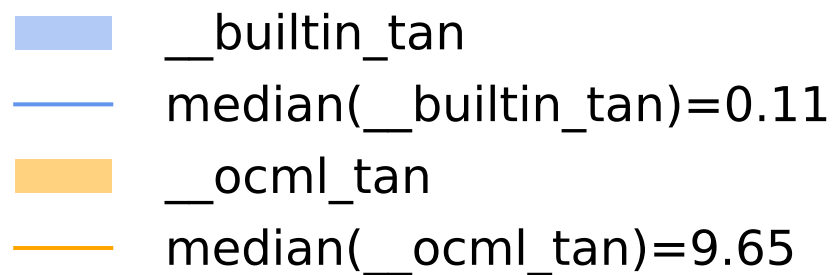 __builtin_tan
median(__builtin_tan)=0.11
__ocml_tan
median(__ocml_tan)=9.65